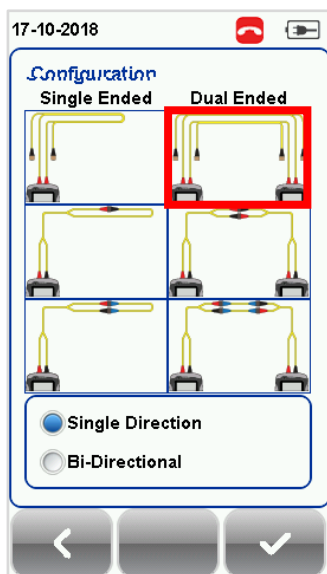 17-10-2018
Configuration
Single Ended Dual Ended
Single Direction
Bi-Directional